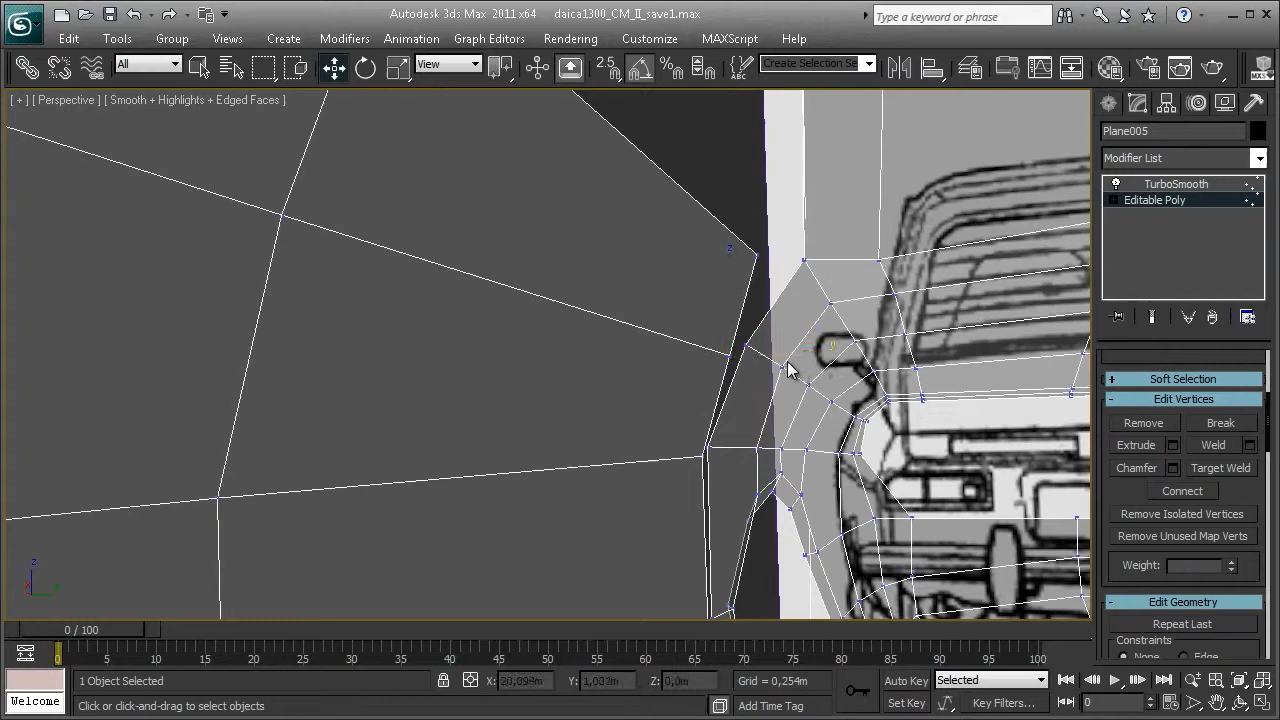 Autodesk 3ds Max 2011 x64 daica1300_CM_II_save1.max
Type a keyword or phrase
Edit Tools Group Views Create Modifiers Animation Graph Editors Rendering Customize MAXScript Help
All View 2.5 Create Selection Se
[ + ] [ Perspective ] [ Smooth + Highlights + Edged Faces ]
Plane005
Modifier List
TurboSmooth
Editable Poly
z
y
+ Soft Selection
- Edit Vertices
Remove Break
Extrude Weld
Chamfer Target Weld
Connect
Remove Isolated Vertices
Remove Unused Map Verts
Weight:
- Edit Geometry
Repeat Last
Constraints
None Edge
z
0 / 100
0 5 10 15 20 25 30 35 40 45 50 55 60 65 70 75 80 85 90 95 100
1 Object Selected X: Y: 1,002m Z: 0,0m Grid = 0,254m Auto Key Selected
Welcome Click or click-and-drag to select objects Add Time Tag Set Key Key Filters... 0